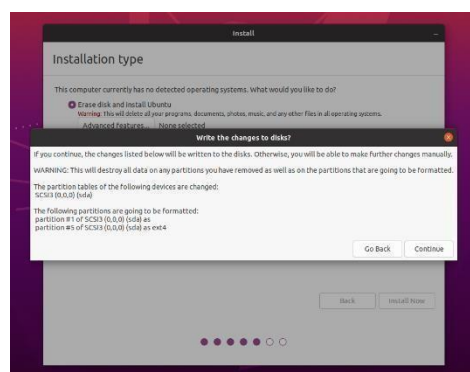 Install
Installation type
This computer currently has no detected operating systems. What would you like to do?
Erase disk and install Ubuntu
Warning: This will delete all your programs, documents, photos, music, and any other files in all operating systems.
Advanced features... None selected
Write the changes to disks?
If you continue, the changes listed below will be written to the disks. Otherwise, you will be able to make further changes manually.
WARNING: This will destroy all data on any partitions you have removed as well as on the partitions that are going to be formatted.
The partition tables of the following devices are changed:
SCSI3 (0,0,0) (sda)
The following partitions are going to be formatted:
partition #1 of SCSI3 (0,0,0) (sda) as
partition #5 of SCSI3 (0,0,0) (sda) as ext4
Go Back Continue
Back Install Now